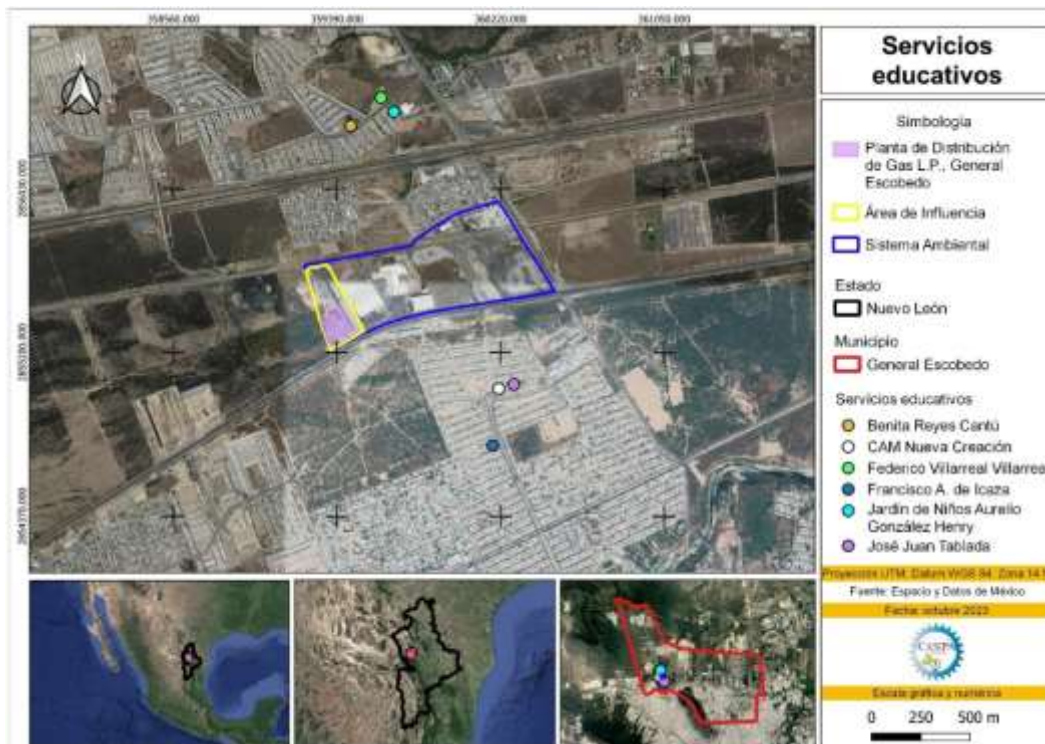 358560.000
359390.000
360220.000
361050.000
Servicios
educativos
Simbología
Planta de Distribución
de Gas L.P., General
Escobedo
Área de Influencia
Sistema Ambiental
Estado
Nuevo León
Municipio
General Escobedo
Servicios educativos
Benita Reyes Cantú
CAM Nueva Creación
Federico Villarreal Villarreal
Francisco A. de Icaza
Jardín de Niños Aurelio
González Henry
José Juan Tablada
Proyección UTM, Datum WGS 84, Zona 14
Fuente: Espacio y Datos de México
Fecha: octubre 2023
Escala gráfica y numérica
0 250 500 m